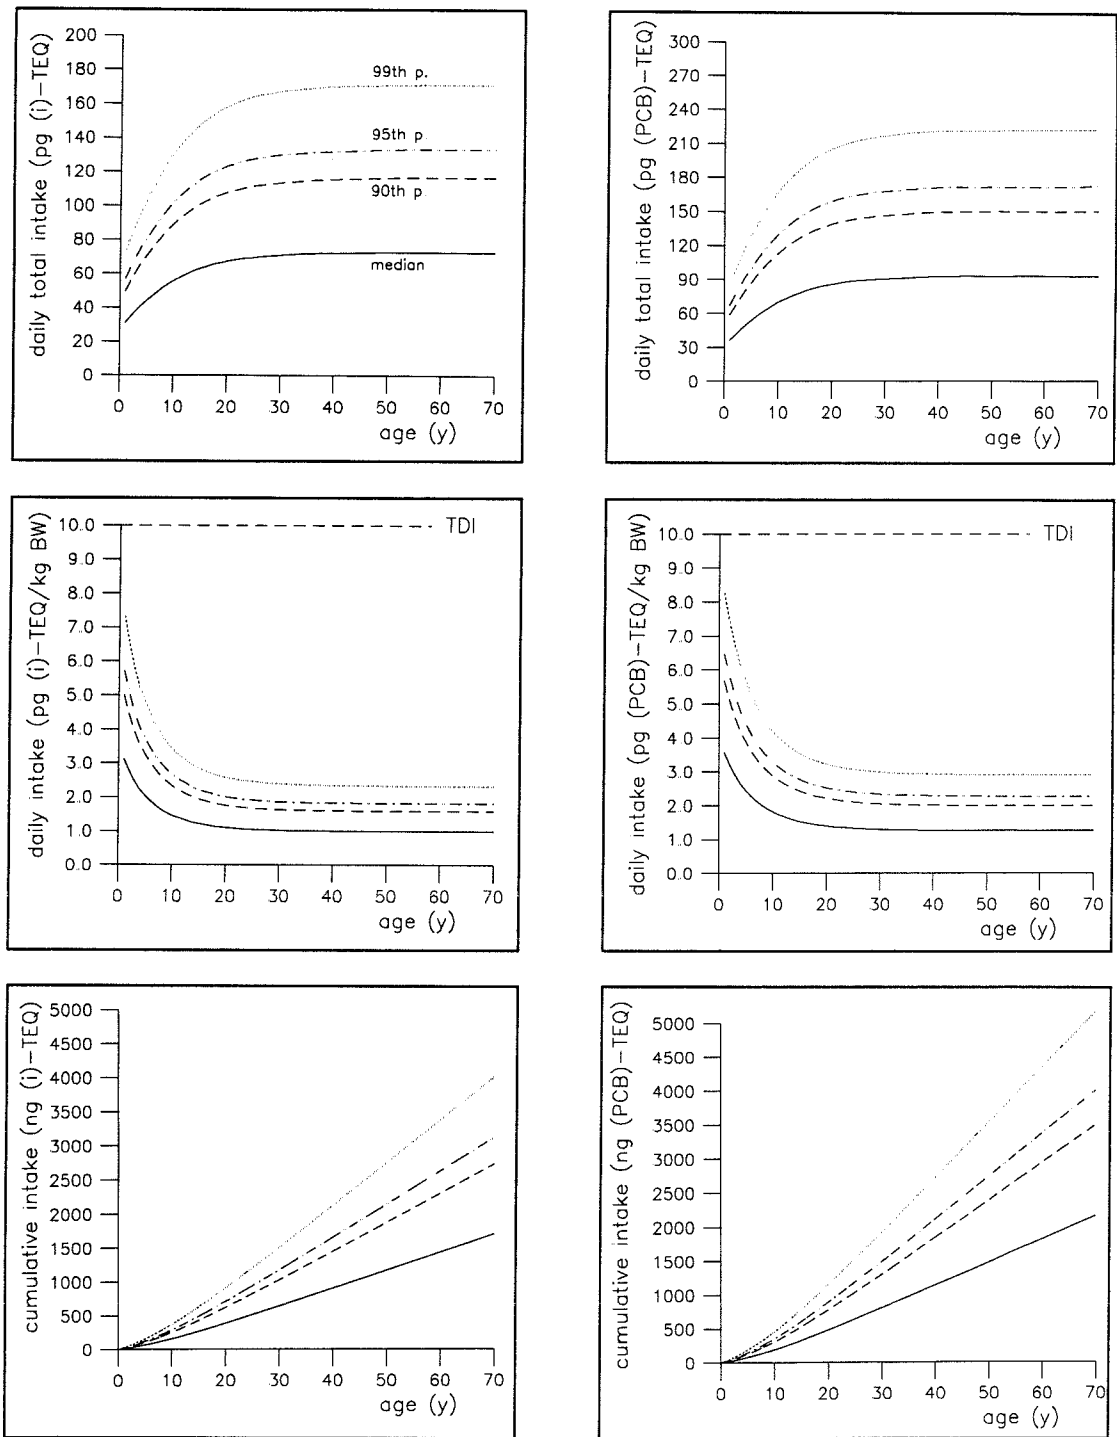 daily total intake (pg (i)-TEQ)
200
180
160
140
120
100
80
60
40
20
0
99th p.
95th p.
90th p.
median
0 10 20 30 40 50 60 70
age (y)
daily total intake (pg (PCB)-TEQ)
300
270
240
210
180
150
120
90
60
30
0
0 10 20 30 40 50 60 70
age (y)
daily intake (pg (i)-TEQ/kg BW)
10.0
9.0
8.0
7.0
6.0
5.0
4.0
3.0
2.0
1.0
0.0
TDI
0 10 20 30 40 50 60 70
age (y)
daily intake (pg (PCB)-TEQ/kg BW)
10.0
9.0
8.0
7.0
6.0
5.0
4.0
3.0
2.0
1.0
0.0
TDI
0 10 20 30 40 50 60 70
age (y)
cumulative intake (ng (i)-TEQ)
5000
4500
4000
3500
3000
2500
2000
1500
1000
500
0
0 10 20 30 40 50 60 70
age (y)
cumulative intake (ng (PCB)-TEQ)
5000
4500
4000
3500
3000
2500
2000
1500
1000
500
0
0 10 20 30 40 50 60 70
age (y)